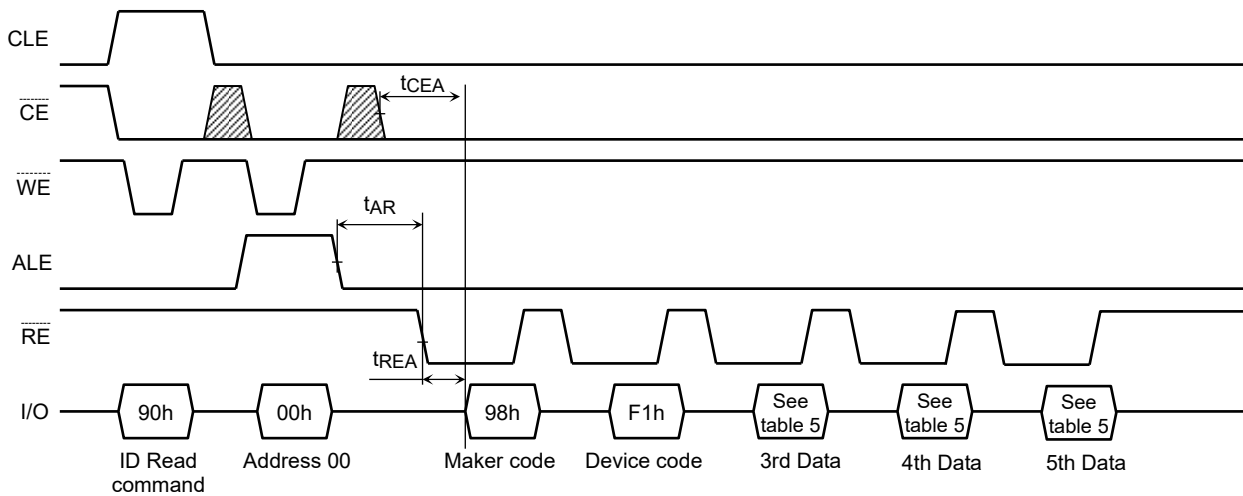 CLE
tCEA
CE
WE
tAR
ALE
RE
tREA
I/O
90h
00h
98h
F1h
See
table 5
See
table 5
See
table 5
ID Read
command
Address 00
Maker code
Device code
3rd Data
4th Data
5th Data